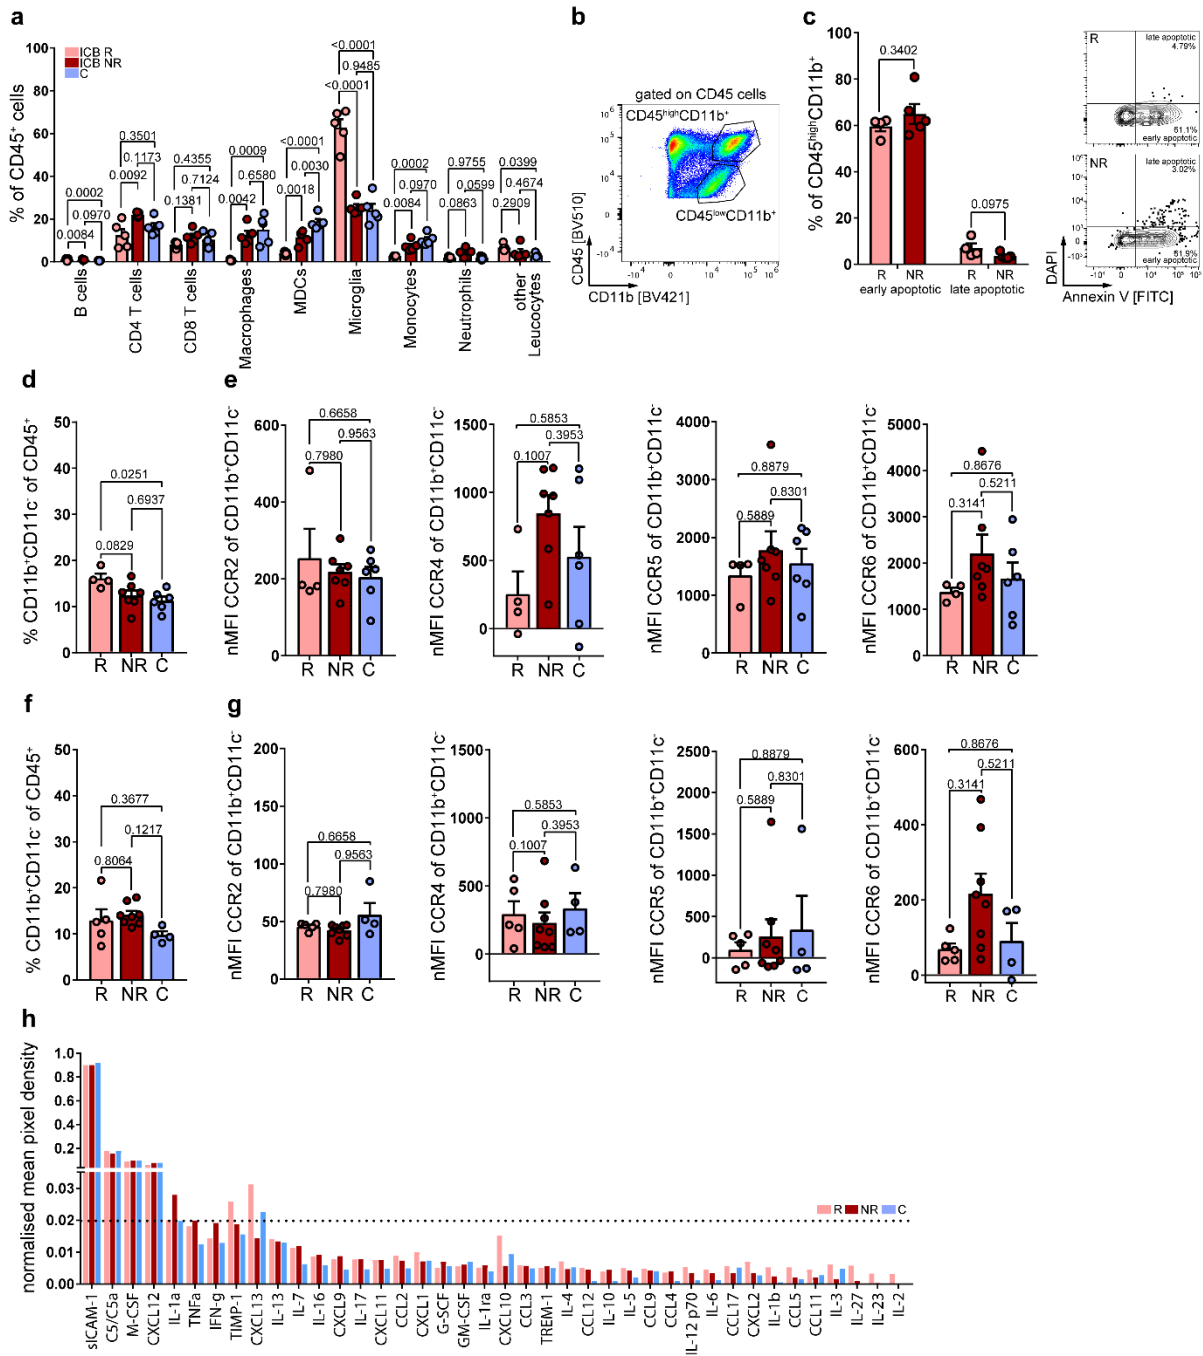 a
% of CD45+ cells
100
80
60
40
20
0
ICB R
ICB NR
C
0.0002
0.0970
0.0084
0.3501
0.1173
0.0092
0.4355
0.7124
0.1381
0.0009
0.6580
0.0042
<0.0001
0.0030
0.0018
<0.0001
0.9485
<0.0001
0.0002
0.0970
0.0084
0.9755
0.0599
0.0863
0.0399
0.4674
0.2909
B cells
CD4 T cells
CD8 T cells
Macrophages
MDCs
Microglia
Monocytes
Neutrophils
other Leucocytes
b
gated on CD45 cells
CD45highCD11b+
CD45lowCD11b+
CD45 [BV510]
CD11b [BV421]
c
% of CD45highCD11b+
100
80
60
40
20
0
0.3402
0.0975
R NR R NR
early apoptotic late apoptotic
R
late apoptotic
4.79%
61.1%
early apoptotic
NR
late apoptotic
3.02%
61.9%
early apoptotic
DAPI
Annexin V [FITC]
d
% CD11b+CD11c- of CD45+
50
40
30
20
10
0
0.0251
0.6937
0.0829
R NR C
e
nMFI CCR2 of CD11b+CD11c-
600
400
200
0
0.6658
0.9563
0.7980
R NR C
nMFI CCR4 of CD11b+CD11c-
1500
1000
500
0
0.5853
0.3953
0.1007
R NR C
nMFI CCR5 of CD11b+CD11c-
5000
4000
3000
2000
1000
0
0.8879
0.8301
0.5889
R NR C
nMFI CCR6 of CD11b+CD11c-
5000
4000
3000
2000
1000
0
0.8676
0.5211
0.3141
R NR C
f
% CD11b+CD11c- of CD45+
50
40
30
20
10
0
0.3677
0.1217
0.8064
R NR C
g
nMFI CCR2 of CD11b+CD11c-
200
150
100
50
0
0.6658
0.9563
0.7980
R NR C
nMFI CCR4 of CD11b+CD11c-
1500
1000
500
0
0.5853
0.3953
0.1007
R NR C
nMFI CCR5 of CD11b+CD11c-
2500
2000
1500
1000
500
0
0.8879
0.8301
0.5889
R NR C
nMFI CCR6 of CD11b+CD11c-
600
400
200
0
0.8676
0.5211
0.3141
R NR C
h
normalised mean pixel density
1.0
0.8
0.6
0.4
0.2
0.03
0.02
0.01
0.00
R NR C
sICAM-1
C5/C5a
M-CSF
CXCL12
IL-1a
TNFa
IFN-g
TIMP-1
CXCL13
IL-13
IL-7
IL-16
CXCL9
IL-17
CXCL11
CCL2
CXCL1
G-SCF
GM-CSF
IL-1ra
CXCL10
CCL3
TREM-1
IL-4
CCL12
IL-10
IL-5
CCL9
CCL4
IL-12 p70
IL-6
CCL17
CXCL2
IL-1b
CCL5
CCL11
IL-3
IL-27
IL-23
IL-2